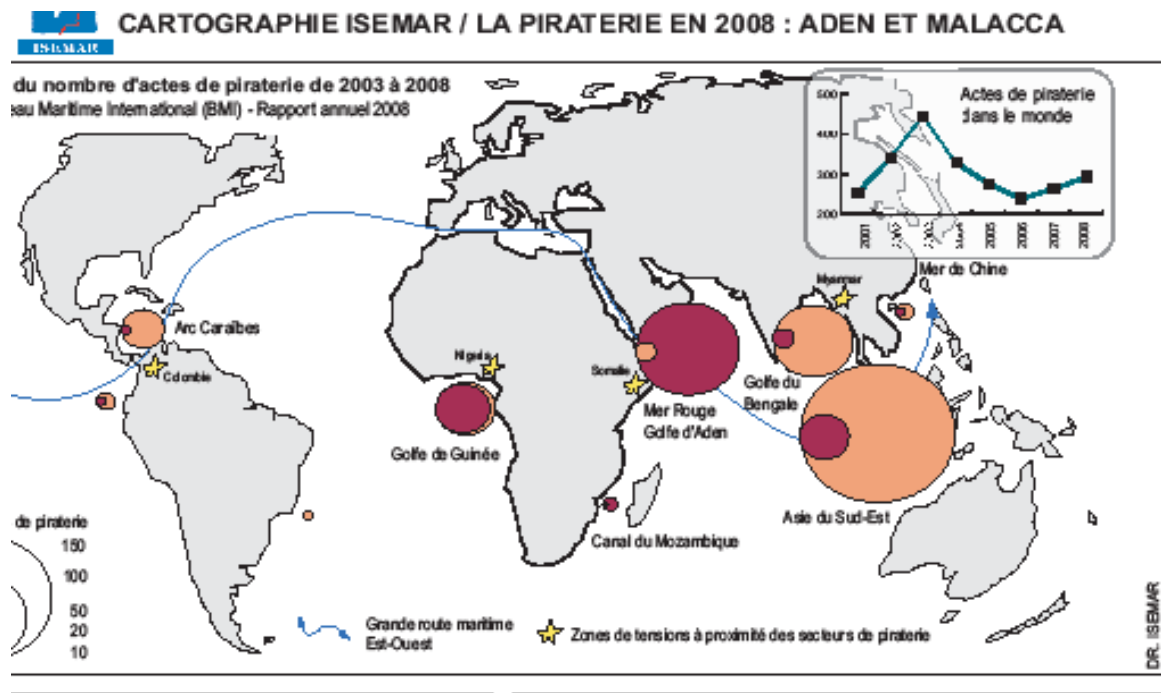 ISEMAR
CARTOGRAPHIE ISEMAR / LA PIRATERIE EN 2008 : ADEN ET MALACCA
du nombre d'actes de piraterie de 2003 à 2008
eau Maritime International (BMI) - Rapport annuel 2008
Actes de piraterie
dans le monde
500
400
300
200
2001
2002
2003
2004
2005
2006
2007
2008
Mer de Chine
Myanmar
Arc Caraïbes
Colombie
Nigeria
Somalie
Golfe du
Bengale
Mer Rouge
Golfe d'Aden
Golfe de Guinée
Asie du Sud-Est
Canal du Mozambique
de piraterie
150
100
50
20
10
Grande route maritime
Est-Ouest
Zones de tensions à proximité des secteurs de piraterie
DR. ISEMAR